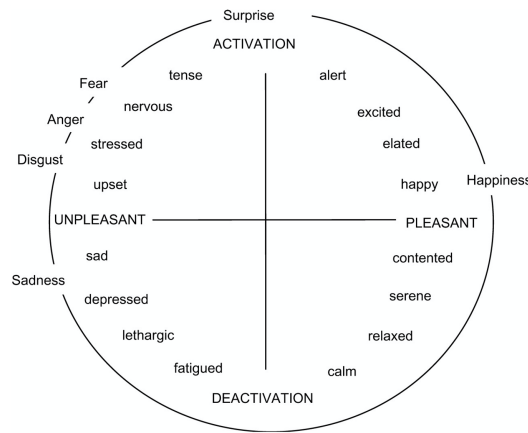 Surprise
ACTIVATION
tense
alert
Fear
nervous
excited
Anger
stressed
elated
Disgust
upset
happy
Happiness
UNPLEASANT
PLEASANT
sad
contented
Sadness
depressed
serene
lethargic
relaxed
fatigued
calm
DEACTIVATION